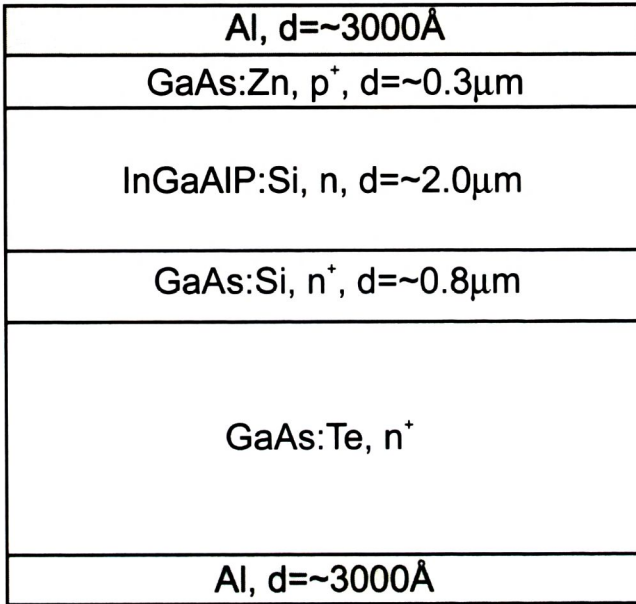 Al, d=~3000Å
GaAs:Zn, p⁺, d=~0.3μm
InGaAlP:Si, n, d=~2.0μm
GaAs:Si, n⁺, d=~0.8μm
GaAs:Te, n⁺
Al, d=~3000Å